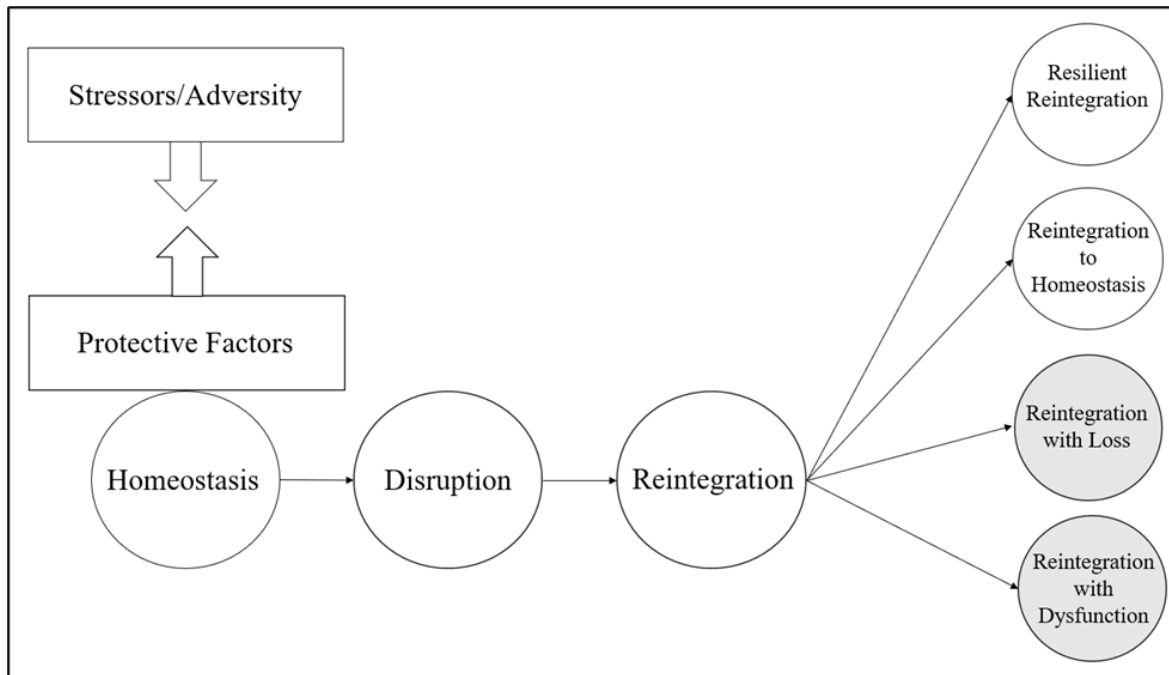 Stressors/Adversity
Protective Factors
Homeostasis
Disruption
Reintegration
Resilient
Reintegration
Reintegration
to
Homeostasis
Reintegration
with Loss
Reintegration
with
Dysfunction